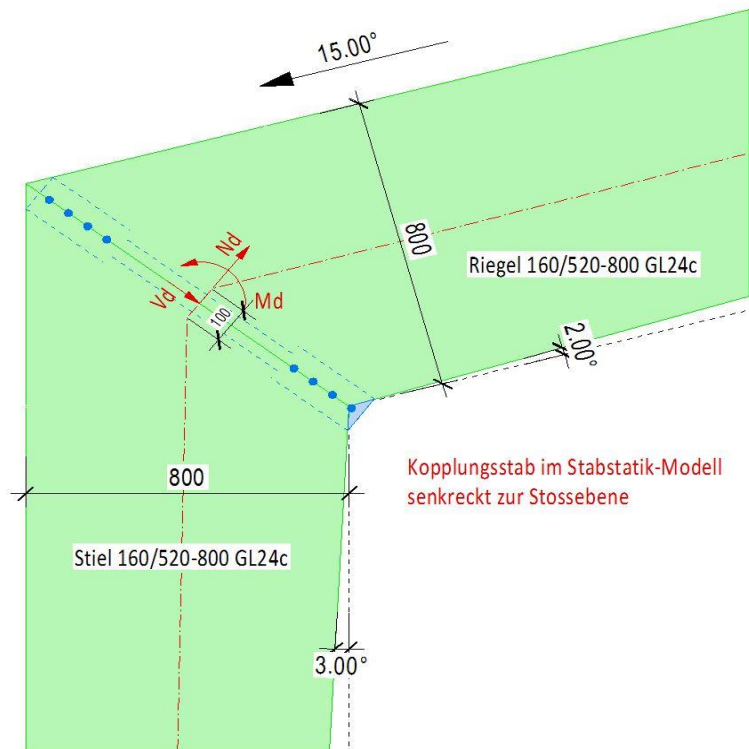 15.00°
800
Riegel 160/520-800 GL24c
Nd
Vd
Md
100
2.00°
800
Kopplungsstab im Stabstatik-Modell
senkreckt zur Stossebene
Stiel 160/520-800 GL24c
3.00°